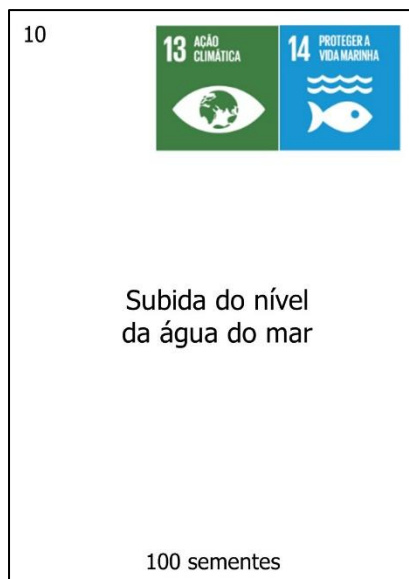 10
13 AÇÃO
CLIMÁTICA
14 PROTEGER A
VIDA MARINHA
Subida do nível
da água do mar
100 sementes